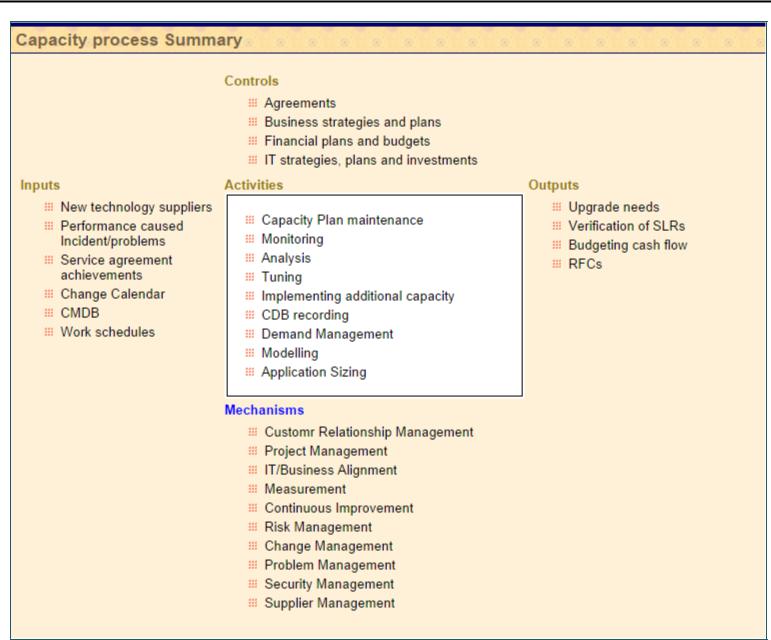 Capacity process Summary
Controls
Agreements
Business strategies and plans
Financial plans and budgets
IT strategies, plans and investments
Inputs
New technology suppliers
Performance caused
Incident/problems
Service agreement
achievements
Change Calendar
CMDB
Work schedules
Activities
Capacity Plan maintenance
Monitoring
Analysis
Tuning
Implementing additional capacity
CDB recording
Demand Management
Modelling
Application Sizing
Outputs
Upgrade needs
Verification of SLRs
Budgeting cash flow
RFCs
Mechanisms
Customr Relationship Management
Project Management
IT/Business Alignment
Measurement
Continuous Improvement
Risk Management
Change Management
Problem Management
Security Management
Supplier Management